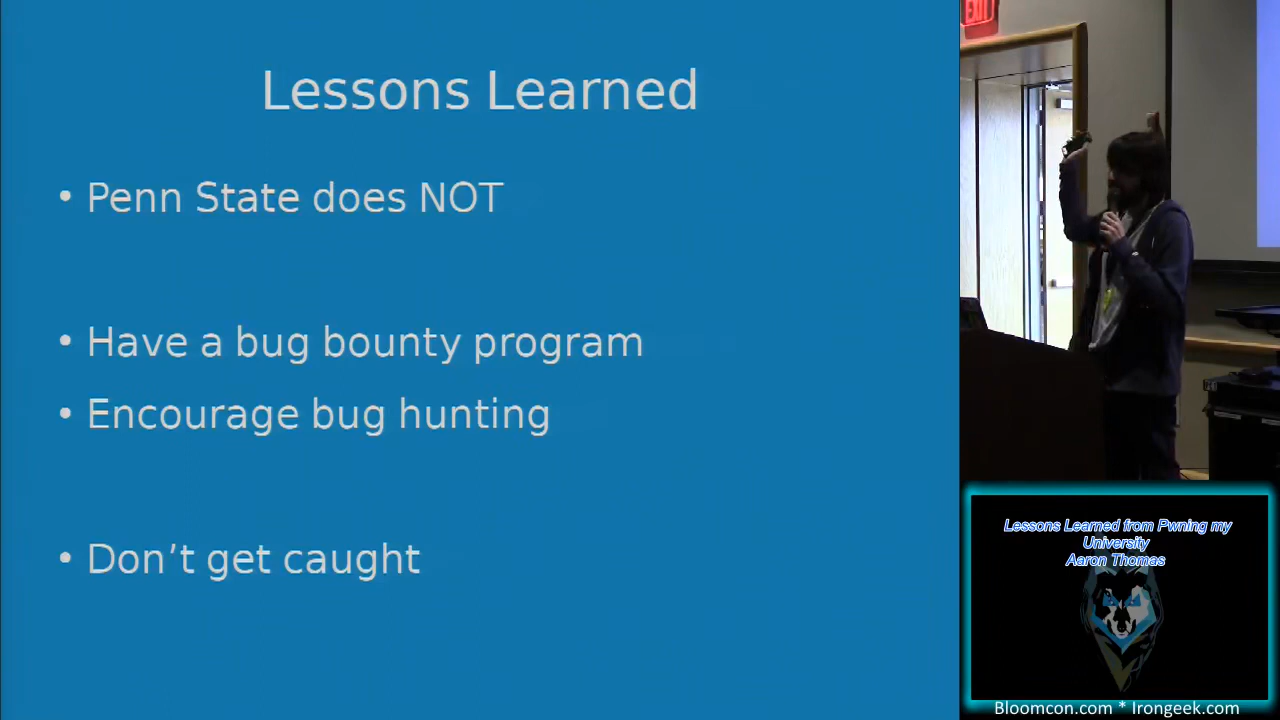 Lessons Learned
• Penn State does NOT
• Have a bug bounty program
• Encourage bug hunting
• Don’t get caught
EXIT
Lessons Learned from Pwning my
University
Aaron Thomas
Bloomcon.com * Irongeek.com